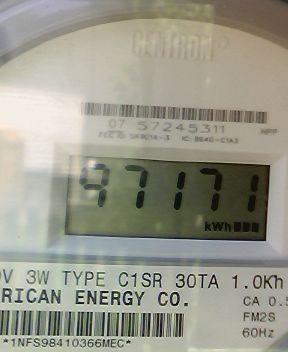 CENTRON
07 57245311
97171
kWh
3W TYPE C1SR 30TA 1.0Kh
RICAN ENERGY CO.
CA 0.5
FM2S
60Hz
*1NFS98410366MEC*